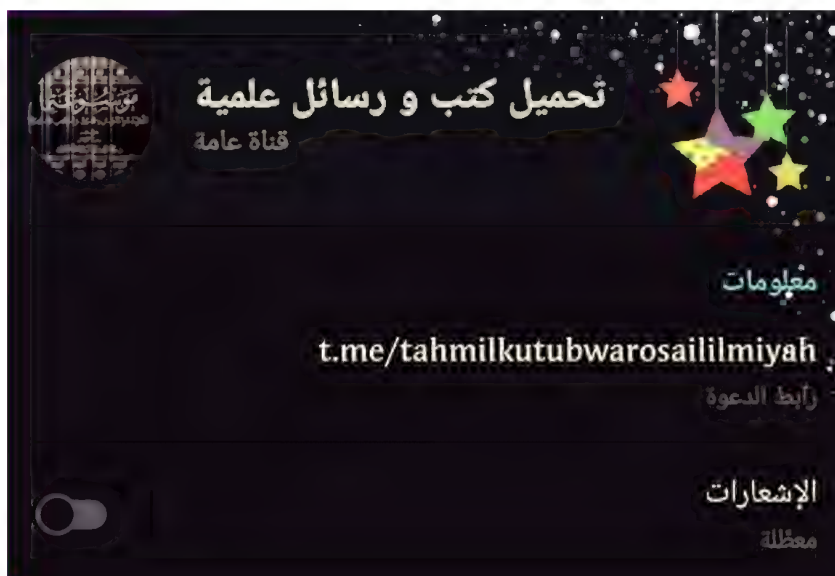 تحميل كتب و رسائل علمية
قناة عامة
معلومات
t.me/tahmilkutubwarosaililmiyah
رابط الدعوة
الإشعارات
معطلة